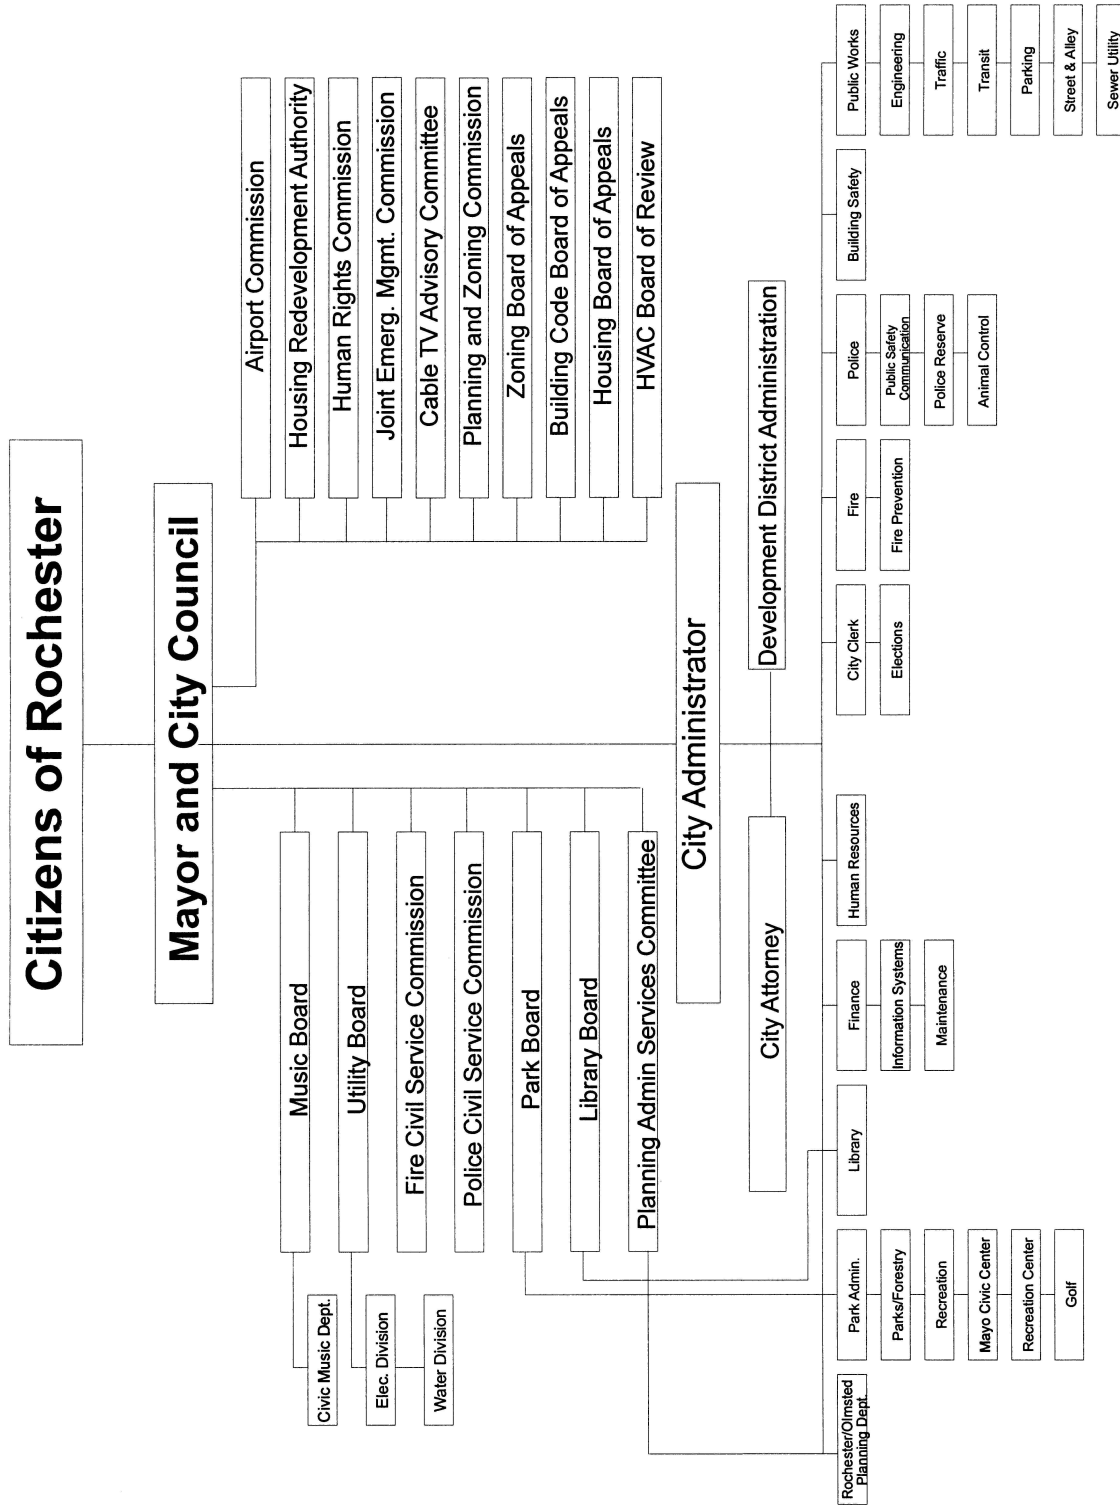 Citizens of Rochester
Mayor and City Council
Music Board
Civic Music Dept.
Utility Board
Elec. Division
Water Division
Fire Civil Service Commission
Police Civil Service Commission
Park Board
Library Board
Planning Admin Services Committee
Airport Commission
Housing Redevelopment Authority
Human Rights Commission
Joint Emerg. Mgmt. Commission
Cable TV Advisory Committee
Planning and Zoning Commission
Zoning Board of Appeals
Building Code Board of Appeals
Housing Board of Appeals
HVAC Board of Review
City Administrator
City Attorney
Development District Administration
Rochester/Olmsted
Planning Dept.
Park Admin.
Parks/Forestry
Recreation
Mayo Civic Center
Recreation Center
Golf
Library
Finance
Information Systems
Maintenance
Human Resources
City Clerk
Elections
Fire
Fire Prevention
Police
Public Safety
Communication
Police Reserve
Animal Control
Building Safety
Public Works
Engineering
Traffic
Transit
Parking
Street & Alley
Sewer Utility